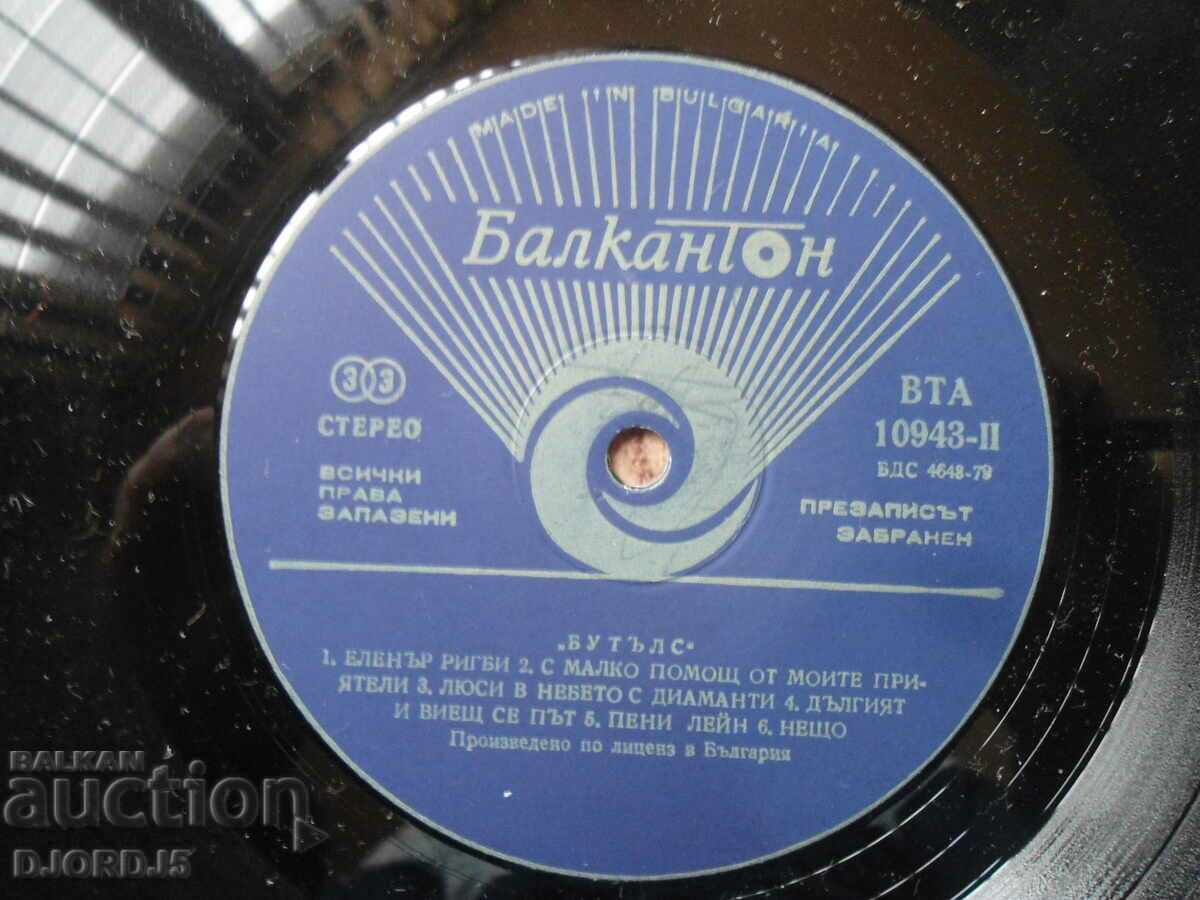 MADE IN BULGARIA
Балкантон
33
СТЕРЕО
ВСИЧКИ
ПРАВА
ЗАПАЗЕНИ
ВТА
10943-II
БДС 4648-79
ПРЕЗАПИСЪТ
ЗАБРАНЕН
„БУТЪЛС“
1. ЕЛЕНЪР РИГБИ 2. С МАЛКО ПОМОЩ ОТ МОИТЕ ПРИ-
ЯТЕЛИ 3. ЛЮСИ В НЕБЕТО С ДИАМАНТИ 4. ДЪЛГИЯТ
И ВИЕЩ СЕ ПЪТ 5. ПЕНИ ЛЕЙН 6. НЕЩО
Произведено по лиценз в България
BALKAN
auction
DJORDJ5